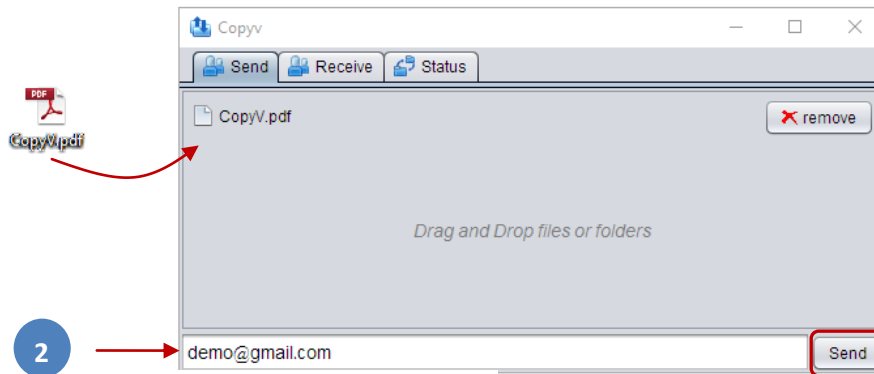 Copyv
Send Receive Status
PDF
CopyV.pdf
CopyV.pdf remove
Drag and Drop files or folders
2
demo@gmail.com Send